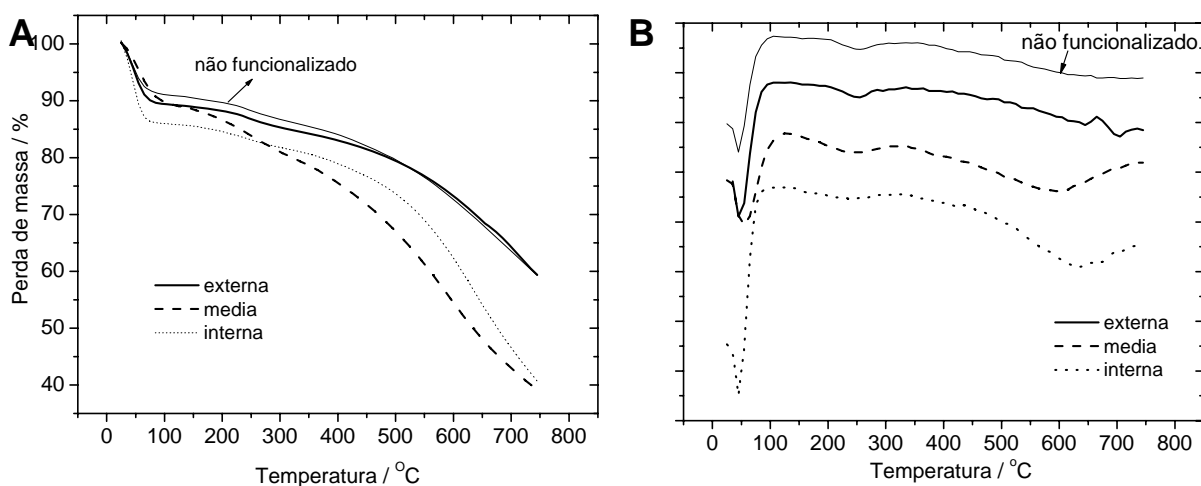 A
100
90
80
70
60
50
40
Perda de massa / %
não funcionalizado
externa
media
interna
0 100 200 300 400 500 600 700 800
Temperatura / °C
B
não funcionalizado
externa
media
interna
0 100 200 300 400 500 600 700 800
Temperatura / °C